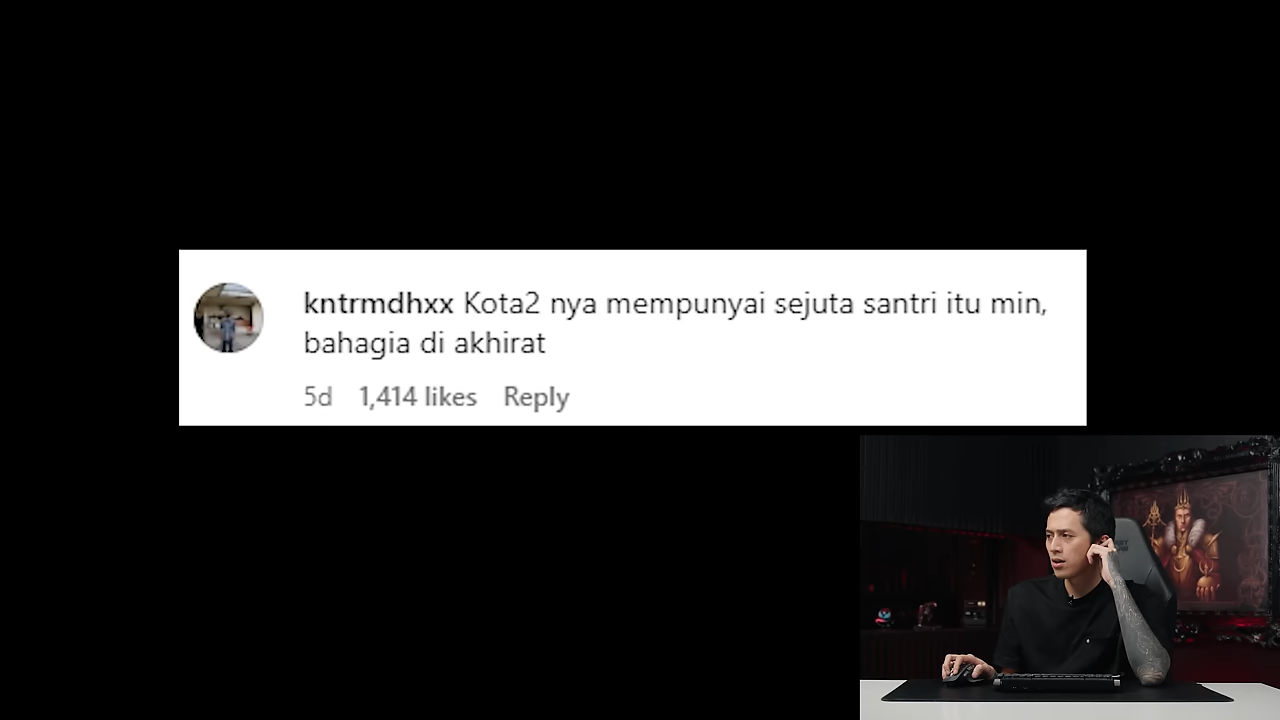 kntrmdhxx Kota2 nya mempunyai sejuta santri itu min,
bahagia di akhirat
5d 1,414 likes Reply